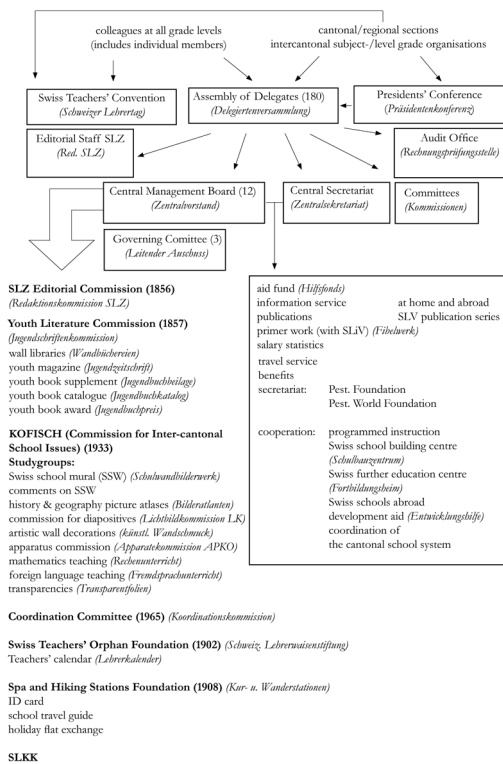 colleagues at all grade levels
(includes individual members)
cantonal/regional sections
intercantonal subject-/level grade organisations
Swiss Teachers' Convention
(Schweizer Lehrertag)
Assembly of Delegates (180)
(Delegiertenversammlung)
Presidents' Conference
(Präsidentenkonferenz)
Editorial Staff SLZ
(Red. SLZ)
Audit Office
(Rechnungsprüfungsstelle)
Central Management Board (12)
(Zentralvorstand)
Central Secretariat
(Zentralsekretariat)
Committees
(Kommissionen)
Governing Comittee (3)
(Leitender Auschuss)
SLZ Editorial Commission (1856)
(Redaktionskommission SLZ)
Youth Literature Commission (1857)
(Jugendschriftenkommission)
wall libraries (Wandbüchereien)
youth magazine (Jugendzeitschrift)
youth book supplement (Jugendbuchbeilage)
youth book catalogue (Jugendbuchkatalog)
youth book award (Jugendbuchpreis)
KOFISCH (Commission for Inter-cantonal
School Issues) (1933)
Studygroups:
Swiss school mural (SSW) (Schulwandbilderwerk)
comments on SSW
history & geography picture atlases (Bilderatlanten)
commission for diapositives (Lichtbildkommission LK)
artistic wall decorations (künstl. Wandschmuck)
apparatus commission (Apparatekommission APKO)
mathematics teaching (Rechenunterricht)
foreign language teaching (Fremdsprachunterricht)
transparencies (Transparentfolien)
Coordination Committee (1965) (Koordinationskommission)
Swiss Teachers' Orphan Foundation (1902) (Schweiz. Lehrerwaisenstiftung)
Teachers' calendar (Lehrerkalender)
Spa and Hiking Stations Foundation (1908) (Kur- u. Wanderstationen)
ID card
school travel guide
holiday flat exchange
SLKK
aid fund (Hilfsfonds)
information service at home and abroad
publications SLV publication series
primer work (with SLiV) (Fibelwerk)
salary statistics
travel service
benefits
secretariat: Pest. Foundation
Pest. World Foundation
cooperation: programmed instruction
Swiss school building centre
(Schulbauzentrum)
Swiss further education centre
(Fortbildungsheim)
Swiss schools abroad
development aid (Entwicklungshilfe)
coordination of
the cantonal school system